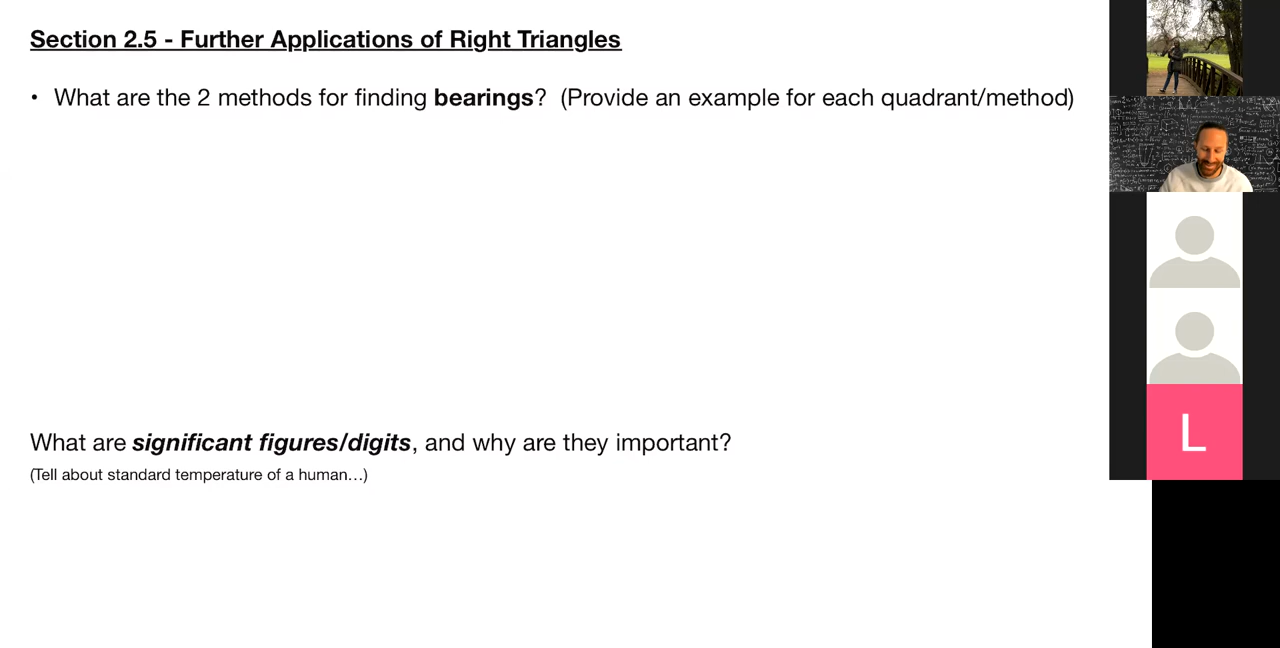 Section 2.5 - Further Applications of Right Triangles
• What are the 2 methods for finding bearings? (Provide an example for each quadrant/method)
What are significant figures/digits, and why are they important?
(Tell about standard temperature of a human…)
L